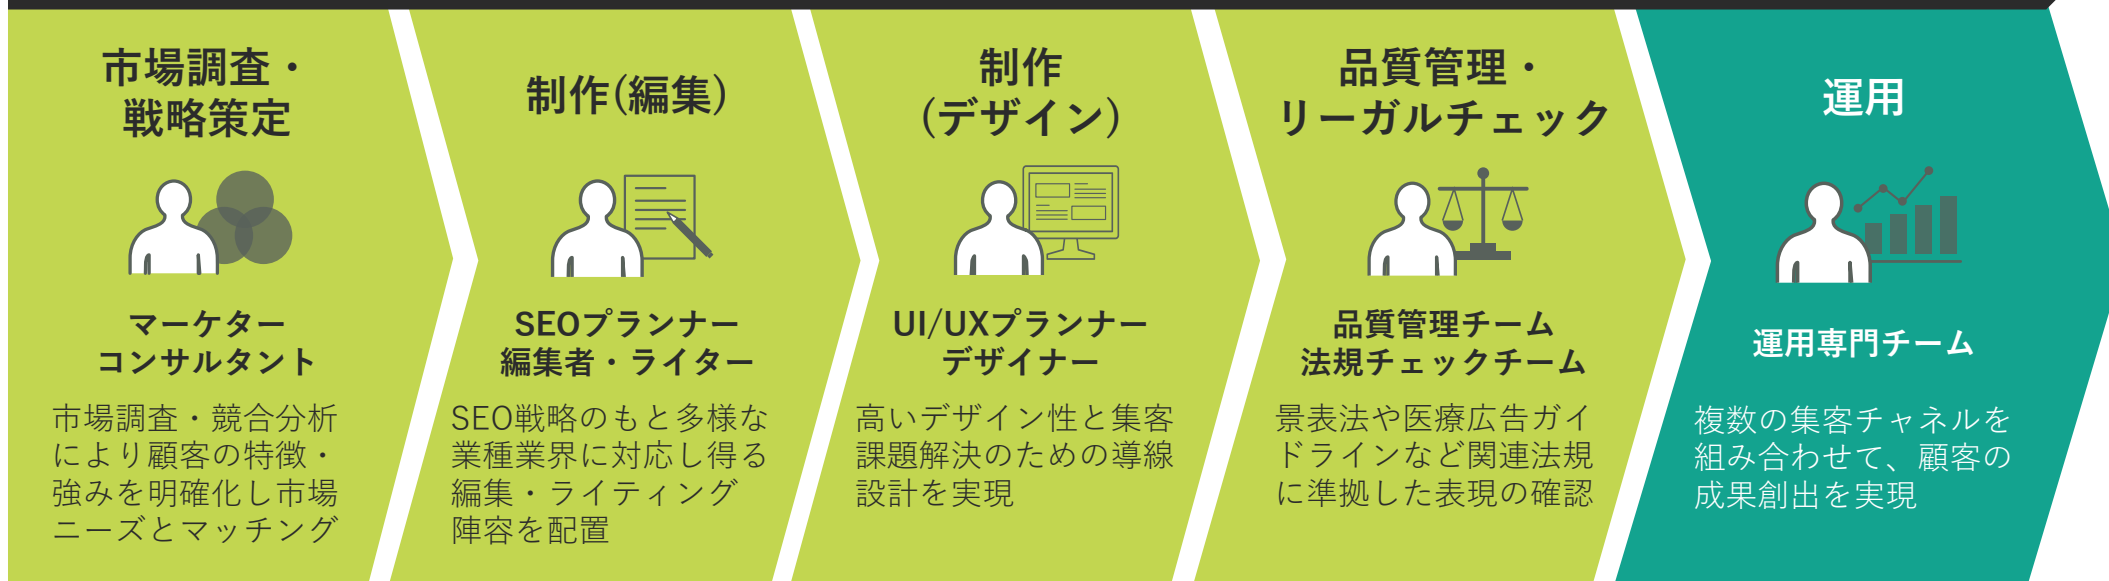 市場調査・
戦略策定
マーケター
コンサルタント
市場調査・競合分析
により顧客の特徴・
強みを明確化し市場
ニーズとマッチング
制作(編集)
SEOプランナー
編集者・ライター
SEO戦略のもと多様な
業種業界に対応し得る
編集・ライティング
陣容を配置
制作
(デザイン)
UI/UXプランナー
デザイナー
高いデザイン性と集客
課題解決のための導線
設計を実現
品質管理・
リーガルチェック
品質管理チーム
法規チェックチーム
景表法や医療広告ガイ
ドラインなど関連法規
に準拠した表現の確認
運用
運用専門チーム
複数の集客チャネルを
組み合わせて、顧客の
成果創出を実現